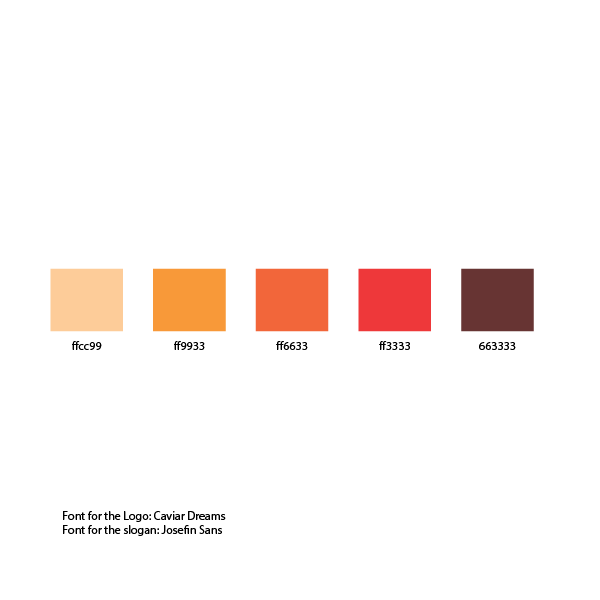 ffcc99
ff9933
ff6633
ff3333
663333
Font for the Logo: Caviar Dreams
Font for the slogan: Josefin Sans